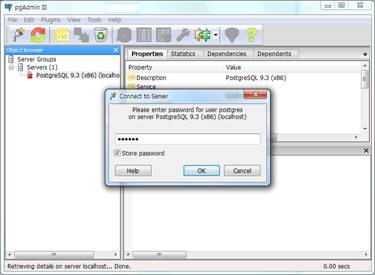 pgAdmin III
File Edit Plugins View Tools Help
Object browser
Server Groups
Servers (1)
PostgreSQL 9.3 (x86) (localho
Properties Statistics Dependencies Dependents
Property Value
Description PostgreSQL 9.3 (x86)
Service
Connect to Server
Please enter password for user postgres
on server PostgreSQL 9.3 (x86) (localhost)
••••••
Store password
Help OK Cancel
Retrieving details on server localhost... Done. 0.00 secs